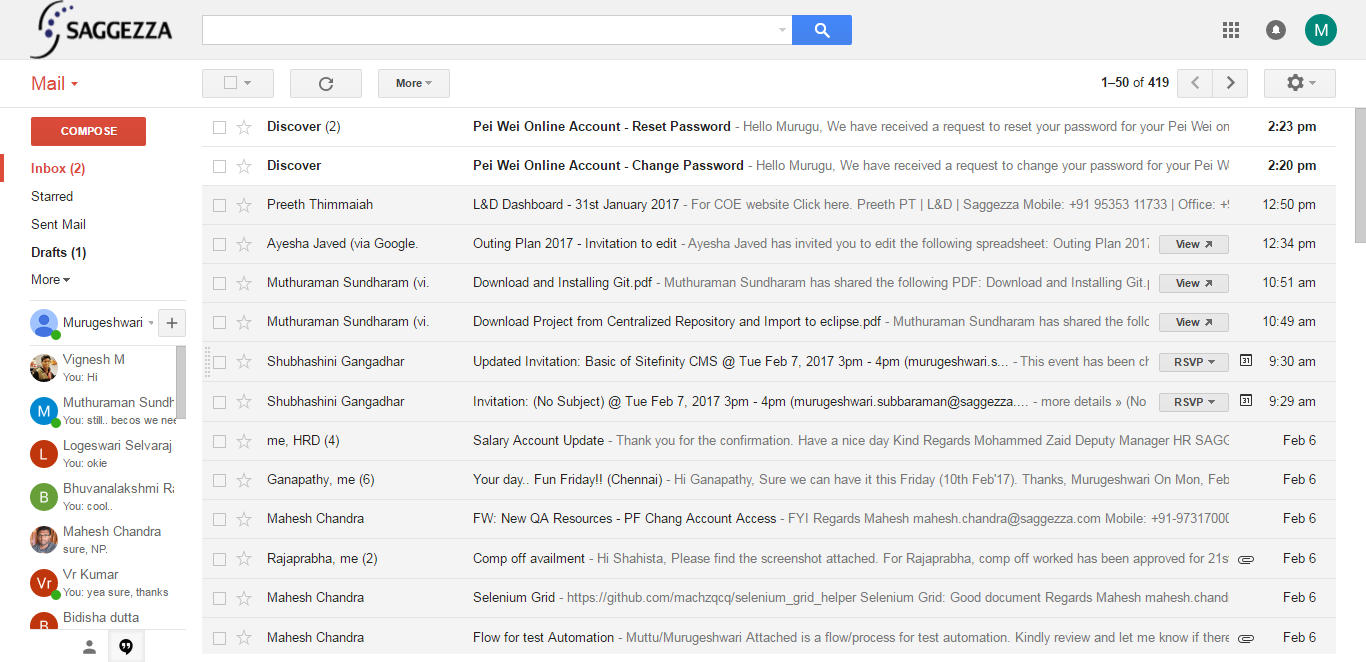 SAGGEZZA
M
Mail
More
1–50 of 419
COMPOSE
Inbox (2)
Starred
Sent Mail
Drafts (1)
More
Murugeshwari
+
Vignesh M
You: Hi
M
Muthuraman Sundh
You: still.. becos we nee
L
Logeswari Selvaraj
You: okie
B
Bhuvanalakshmi Ra
You: cool..
Mahesh Chandra
sure, NP.
Vr
Vr Kumar
You: yea sure, thanks
B
Bidisha dutta
Discover (2) Pei Wei Online Account - Reset Password - Hello Murugu, We have received a request to reset your password for your Pei Wei on 2:23 pm
Discover Pei Wei Online Account - Change Password - Hello Murugu, We have received a request to change your password for your Pei W 2:20 pm
Preeth Thimmaiah L&D Dashboard - 31st January 2017 - For COE website Click here. Preeth PT | L&D | Saggezza Mobile: +91 95353 11733 | Office: +9 12:50 pm
Ayesha Javed (via Google. Outing Plan 2017 - Invitation to edit - Ayesha Javed has invited you to edit the following spreadsheet: Outing Plan 2017 View 12:34 pm
Muthuraman Sundharam (vi. Download and Installing Git.pdf - Muthuraman Sundharam has shared the following PDF: Download and Installing Git.p View 10:51 am
Muthuraman Sundharam (vi. Download Project from Centralized Repository and Import to eclipse.pdf - Muthuraman Sundharam has shared the follo View 10:49 am
Shubhashini Gangadhar Updated Invitation: Basic of Sitefinity CMS @ Tue Feb 7, 2017 3pm - 4pm (murugeshwari.s... - This event has been ch RSVP 31 9:30 am
Shubhashini Gangadhar Invitation: (No Subject) @ Tue Feb 7, 2017 3pm - 4pm (murugeshwari.subbaraman@saggezza.... - more details » (No RSVP 31 9:29 am
me, HRD (4) Salary Account Update - Thank you for the confirmation. Have a nice day Kind Regards Mohammed Zaid Deputy Manager HR SAGG Feb 6
Ganapathy, me (6) Your day.. Fun Friday!! (Chennai) - Hi Ganapathy, Sure we can have it this Friday (10th Feb'17). Thanks, Murugeshwari On Mon, Feb Feb 6
Mahesh Chandra FW: New QA Resources - PF Chang Account Access - FYI Regards Mahesh mahesh.chandra@saggezza.com Mobile: +91-97317000 Feb 6
Rajaprabha, me (2) Comp off availment - Hi Shahista, Please find the screenshot attached. For Rajaprabha, comp off worked has been approved for 21s Feb 6
Mahesh Chandra Selenium Grid - https://github.com/machzqcq/selenium_grid_helper Selenium Grid: Good document Regards Mahesh mahesh.chand Feb 6
Mahesh Chandra Flow for test Automation - Muttu/Murugeshwari Attached is a flow/process for test automation. Kindly review and let me know if there Feb 6